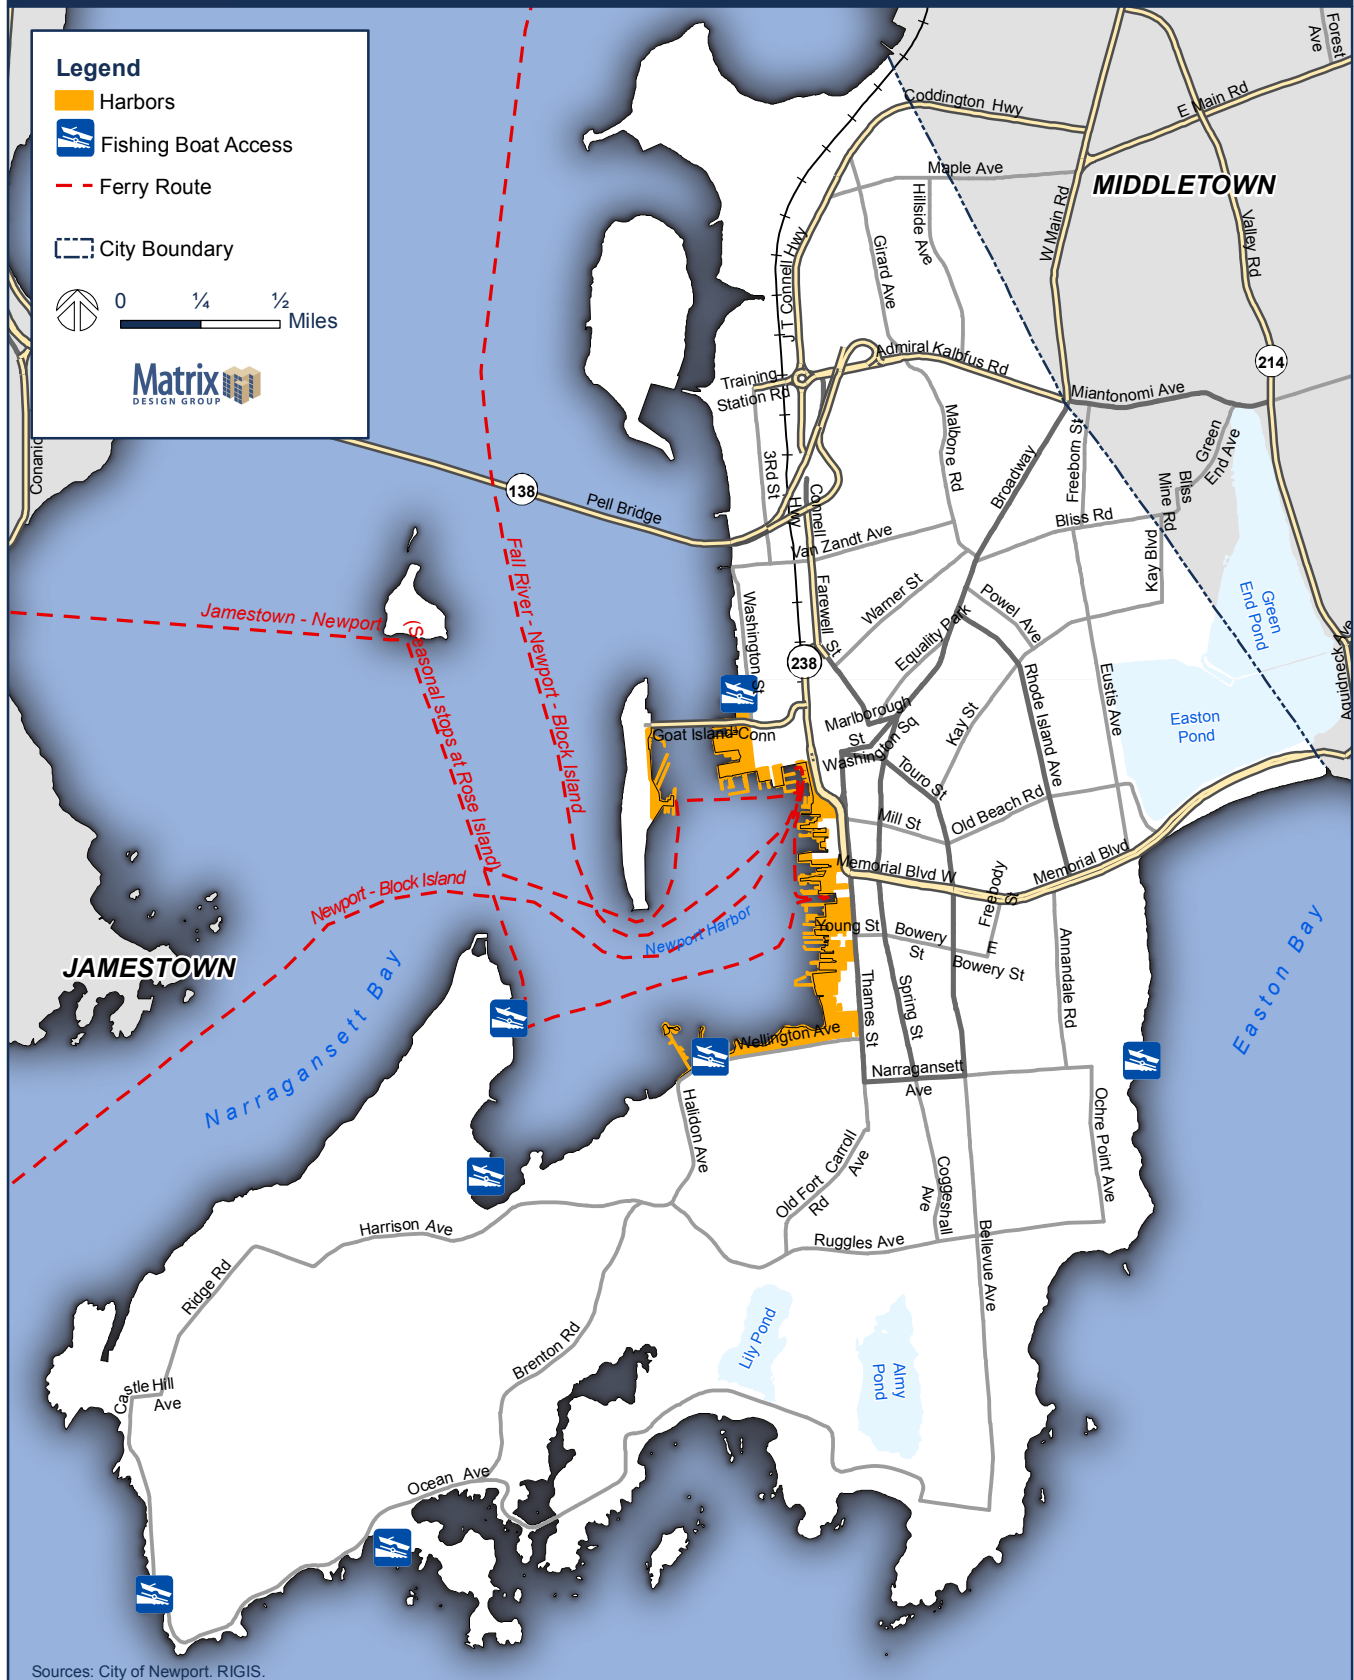 Legend
Harbors
Fishing Boat Access
Ferry Route
City Boundary
0 ¼ ½
Miles
Matrix
DESIGN GROUP
Forest
Ave
Coddington Hwy
E Main Rd
Maple Ave
MIDDLETOWN
Hillside Ave
W Main Rd
Valley Rd
Girard Ave
J T Connell Hwy
Admiral Kalbfus Rd
214
Training
Station Rd
Miantonomi Ave
Malbone Rd
Broadway
Freeborn St
Green
End Ave
Conanic
3Rd St
138
Pell Bridge
Connell
Hwy
Bliss
Mine Rd
Bliss Rd
Van Zandt Ave
Kay Blvd
Fall River - Newport - Block Island
Jamestown - Newport
(Seasonal stops at Rose Island)
Washington St
Farewell St
Warner St
Equality Park
Powel Ave
Green
End Pond
Aquidneck Ave
238
Rhode Island Ave
Eustis Ave
Marlborough
St
Kay St
Easton
Pond
Goat Island Conn
Washington Sq
Touro St
Mill St
Old Beach Rd
Memorial Blvd W
Memorial Blvd
Freebody
St
Newport - Block Island
Newport Harbor
Young St
Bowery
St
E
Bowery St
Annandale Rd
JAMESTOWN
Narragansett Bay
Easton Bay
Thames St
Spring St
Wellington Ave
Narragansett
Ave
Halidon Ave
Ochre Point Ave
Old Fort
Rd
Carroll
Ave
Coggeshall
Ave
Harrison Ave
Ruggles Ave
Bellevue Ave
Ridge Rd
Brenton Rd
Lily Pond
Almy
Pond
Castle Hill
Ave
Ocean Ave
Sources: City of Newport. RIGIS.